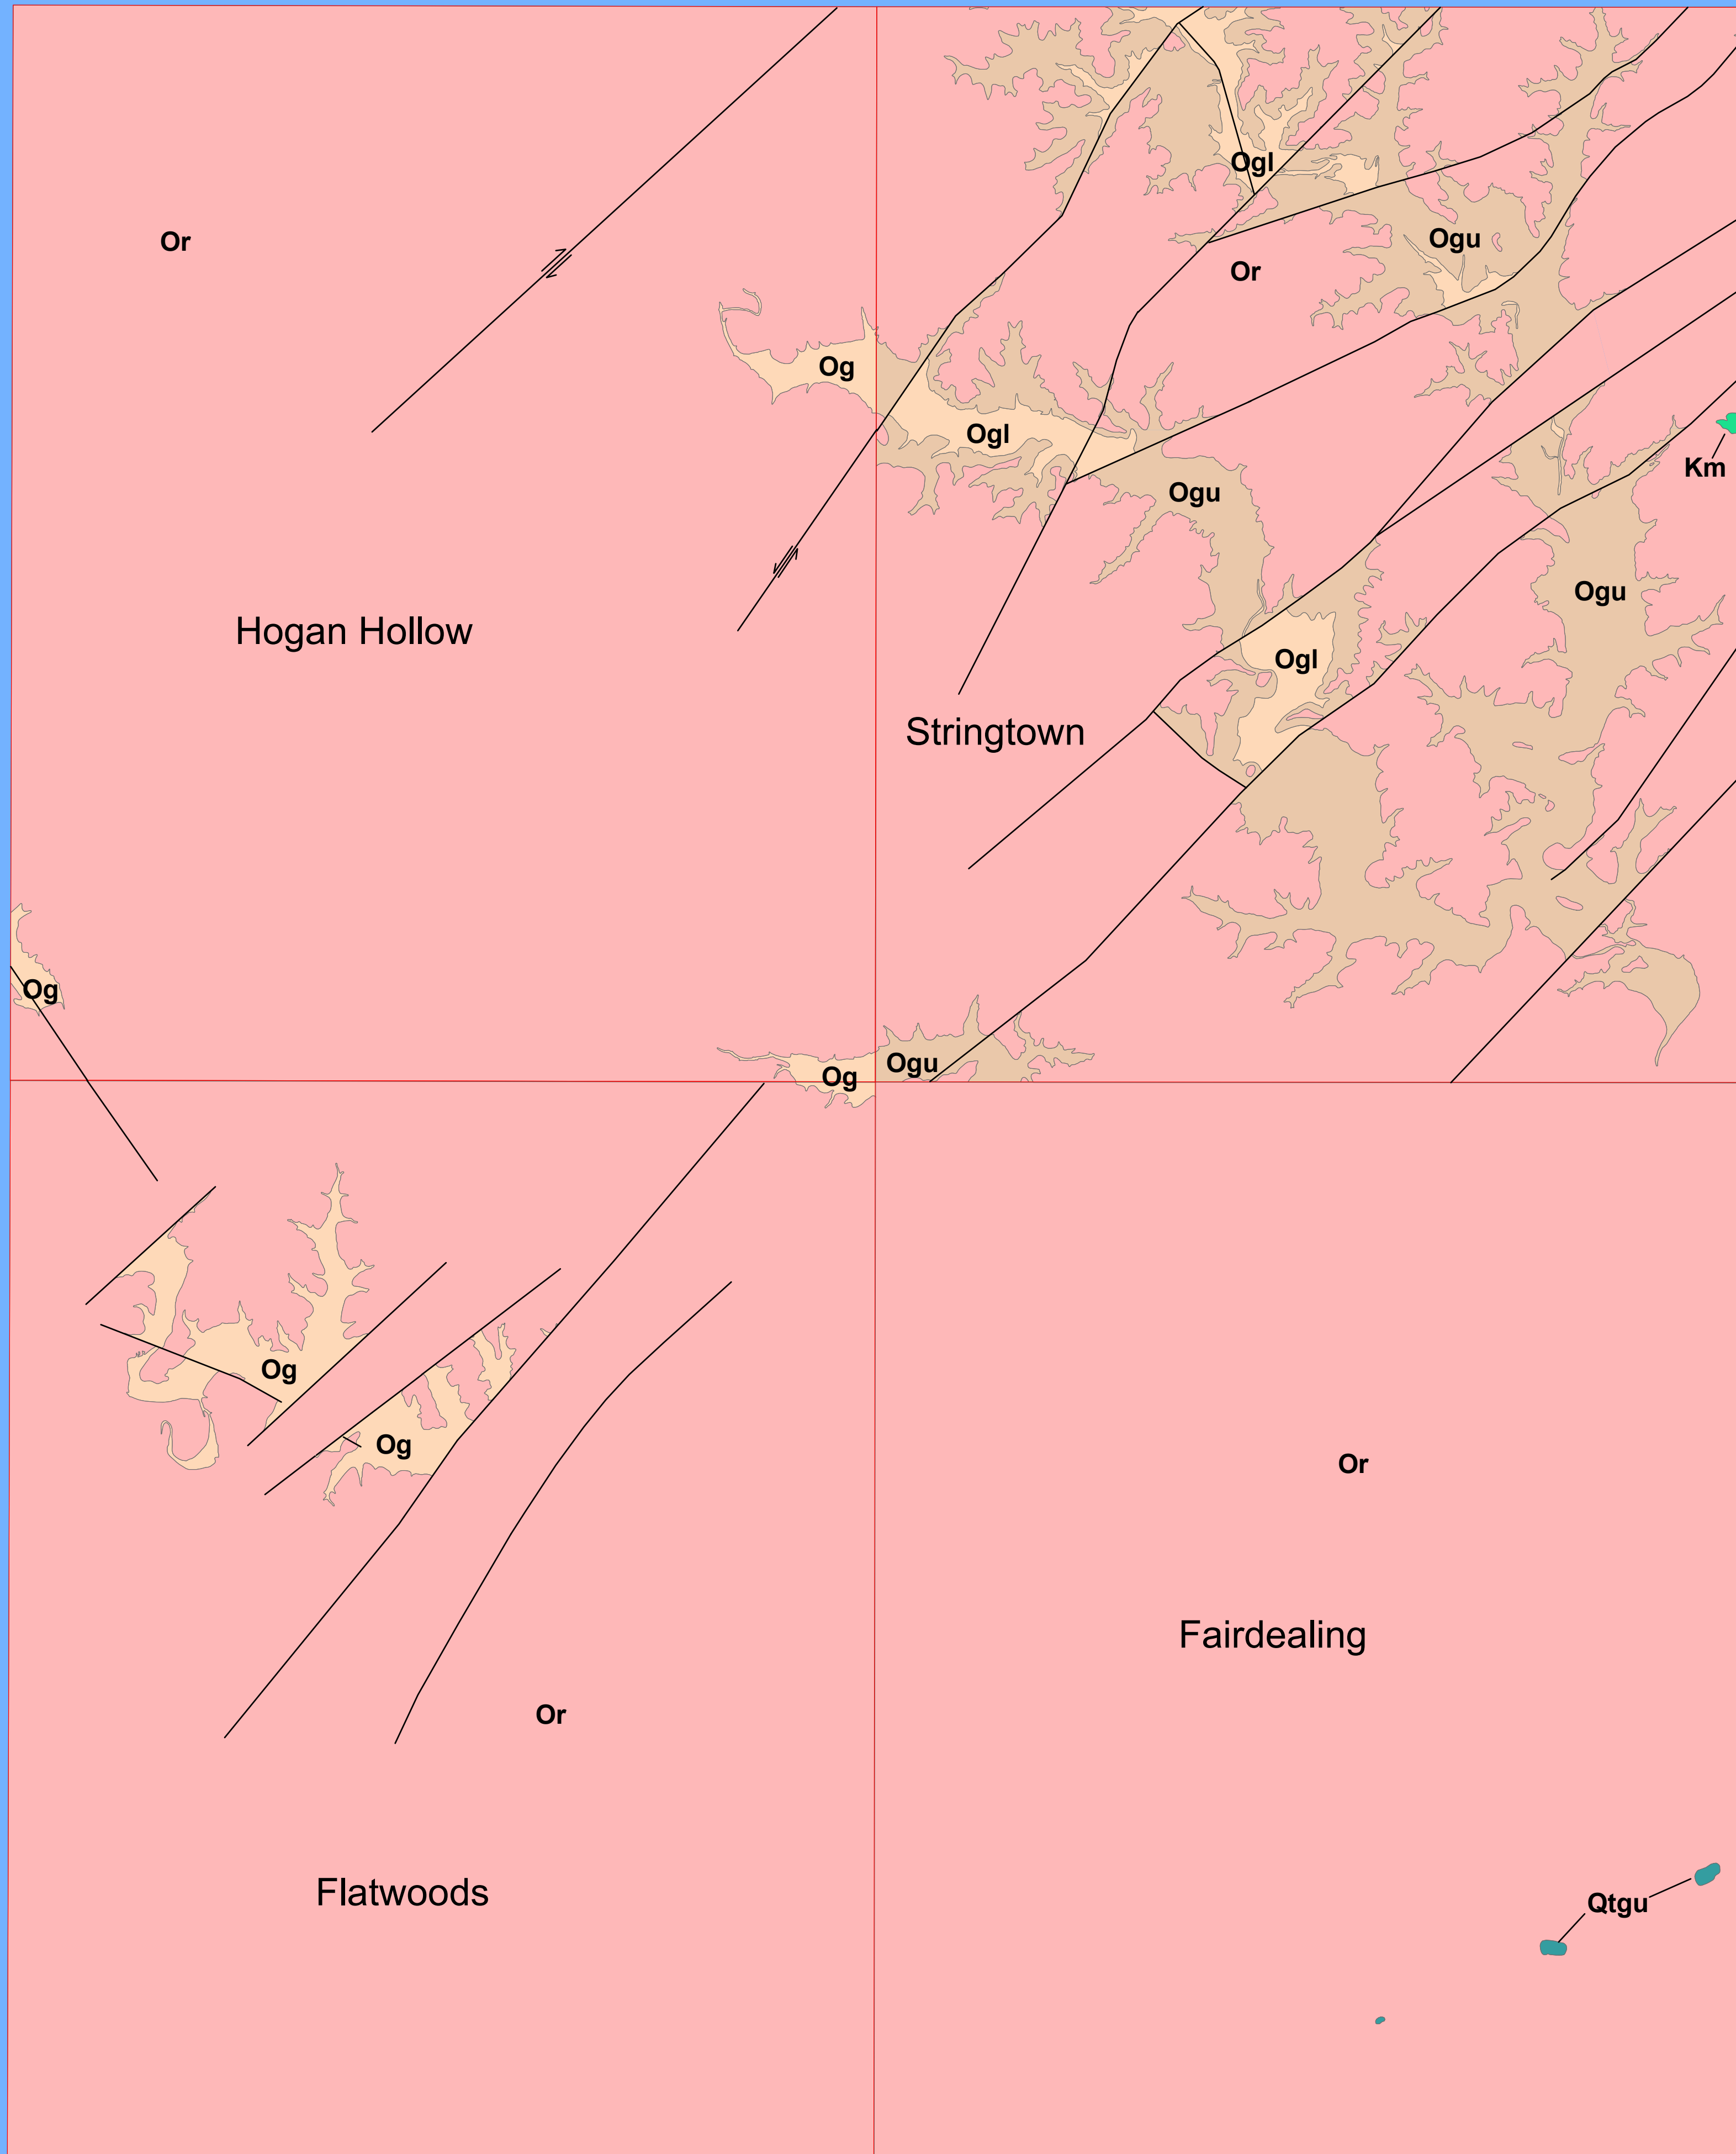 Ogl
Or
Ogu
Or
Og
Ogl
Km
Ogu
Ogu
Hogan Hollow
Ogl
Stringtown
Og
Ogu
Og
Og
Og
Or
Fairdealing
Or
Flatwoods
Qtgu